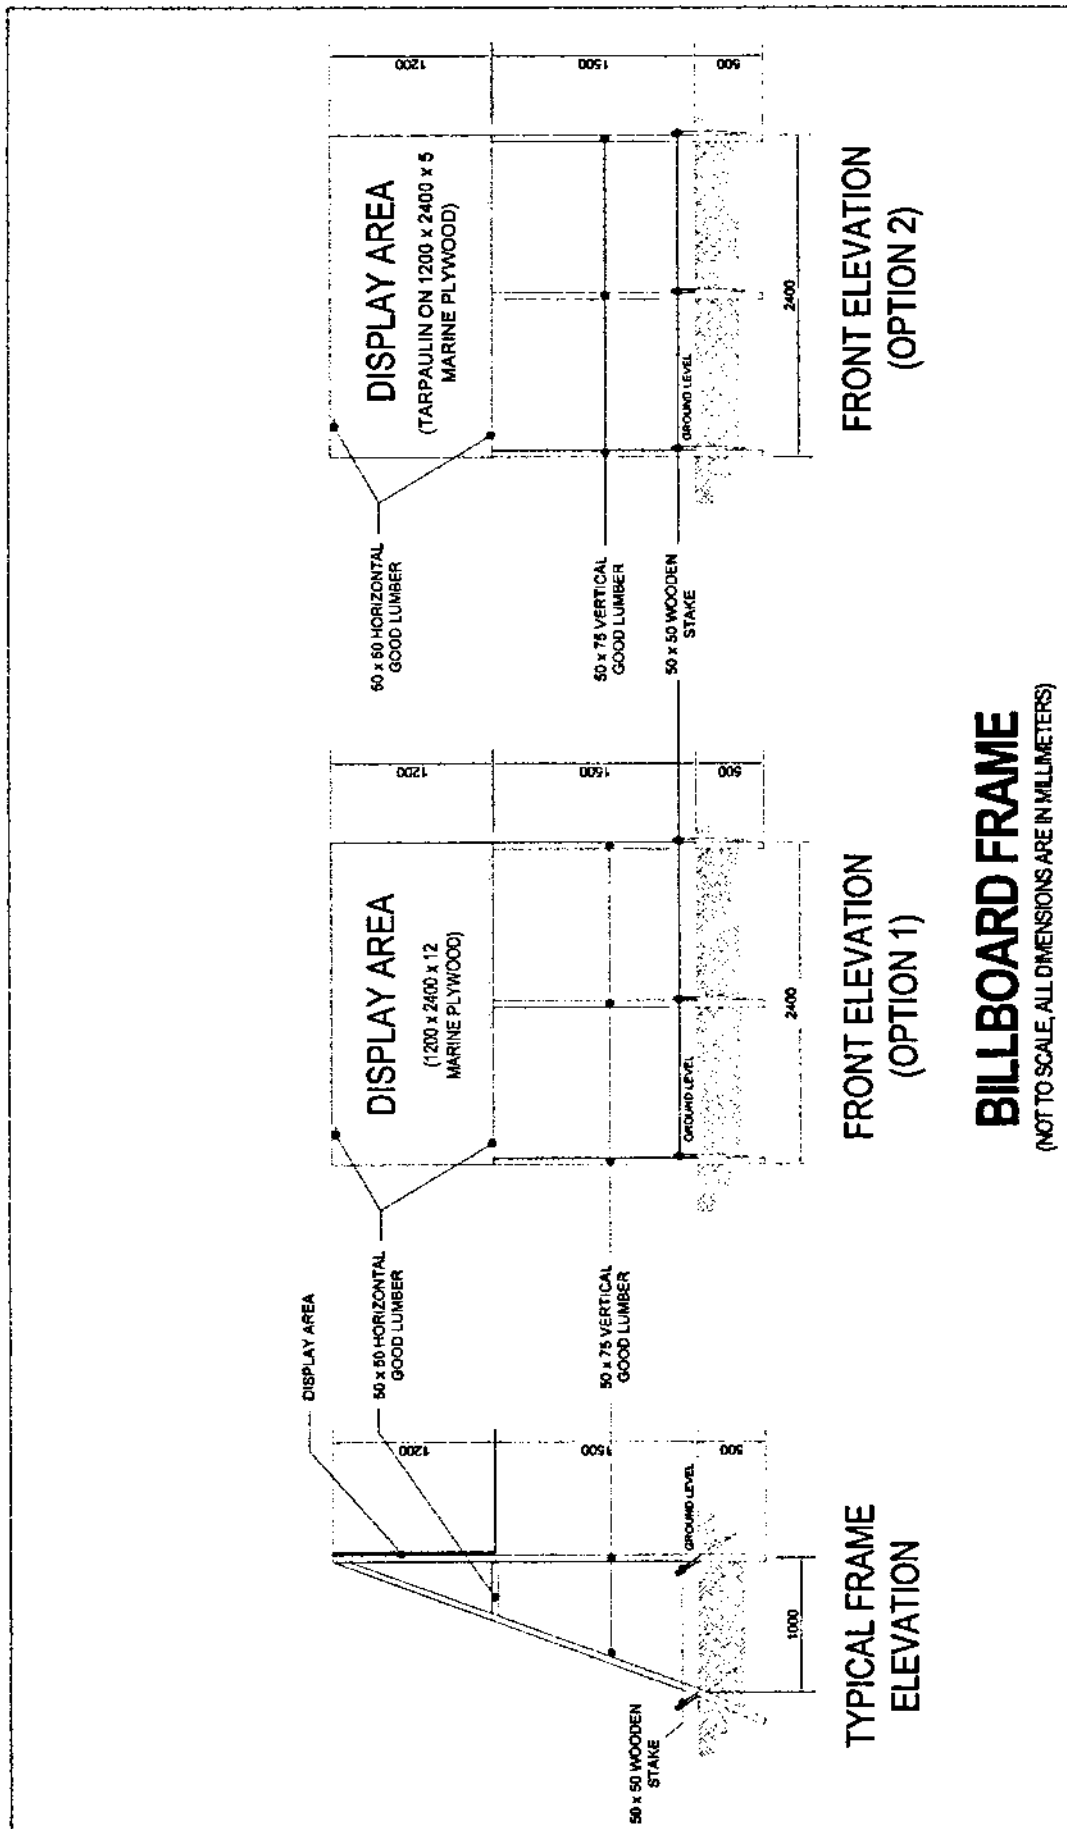 DISPLAY AREA
50 x 50 HORIZONTAL
GOOD LUMBER
1200
1500
500
50 x 75 VERTICAL
GOOD LUMBER
GROUND LEVEL
50 x 50 WOODEN
STAKE
1000
TYPICAL FRAME
ELEVATION
DISPLAY AREA
(1200 x 2400 x 12
MARINE PLYWOOD)
1200
1500
500
GROUND LEVEL
2400
FRONT ELEVATION
(OPTION 1)
50 x 50 HORIZONTAL
GOOD LUMBER
50 x 75 VERTICAL
GOOD LUMBER
50 x 50 WOODEN
STAKE
DISPLAY AREA
(TARPAULIN ON 1200 x 2400 x 5
MARINE PLYWOOD)
1200
1500
500
GROUND LEVEL
2400
FRONT ELEVATION
(OPTION 2)
BILLBOARD FRAME
(NOT TO SCALE, ALL DIMENSIONS ARE IN MILLIMETERS)